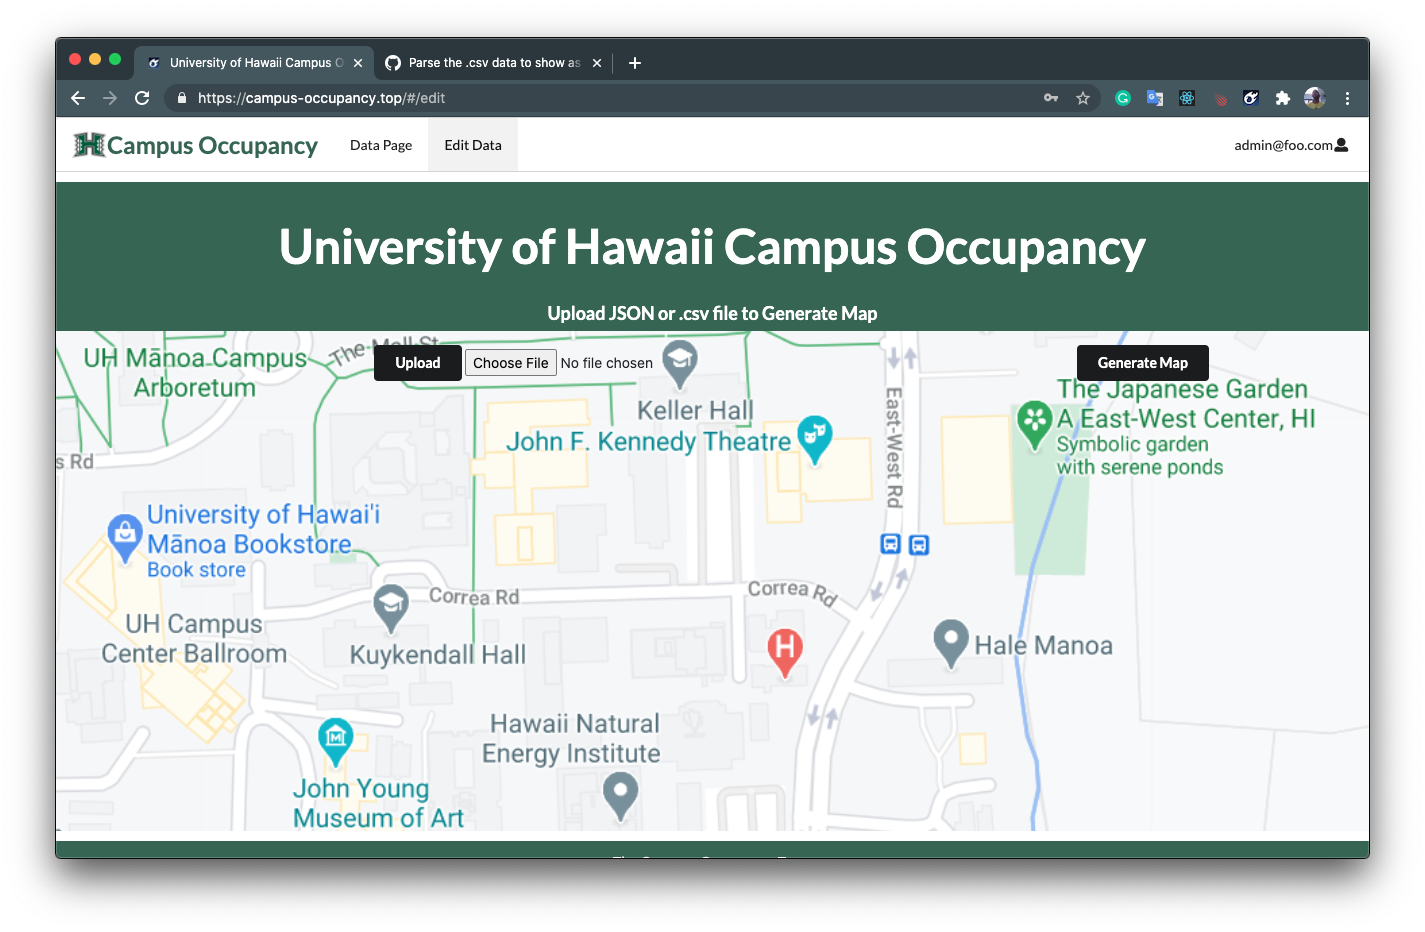 University of Hawaii Campus O
Parse the .csv data to show as
https://campus-occupancy.top/#/edit
Campus Occupancy
Data Page
Edit Data
admin@foo.com
University of Hawaii Campus Occupancy
Upload JSON or .csv file to Generate Map
UH Mānoa Campus
Arboretum
The Mall St
Upload
Choose File
No file chosen
Generate Map
Keller Hall
John F. Kennedy Theatre
East-West Rd
The Japanese Garden
A East-West Center, HI
Symbolic garden
with serene ponds
s Rd
University of Hawai'i
Mānoa Bookstore
Book store
Correa Rd
Correa Rd
UH Campus
Center Ballroom
Kuykendall Hall
H
Hale Manoa
Hawaii Natural
Energy Institute
M
John Young
Museum of Art